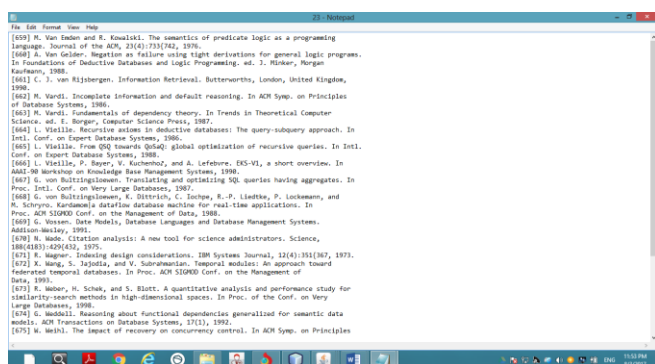 23 - Notepad
File Edit Format View Help
[659] M. Van Emden and R. Kowalski. The semantics of predicate logic as a programming
language. Journal of the ACM, 23(4):733{742, 1976.
[660] A. Van Gelder. Negation as failure using tight derivations for general logic programs.
In Foundations of Deductive Databases and Logic Programming. ed. J. Minker, Morgan
Kaufmann, 1988.
[661] C. J. van Rijsbergen. Information Retrieval. Butterworths, London, United Kingdom,
1990.
[662] M. Vardi. Incomplete information and default reasoning. In ACM Symp. on Principles
of Database Systems, 1986.
[663] M. Vardi. Fundamentals of dependency theory. In Trends in Theoretical Computer
Science. ed. E. Borger, Computer Science Press, 1987.
[664] L. Vieille. Recursive axioms in deductive databases: The query-subquery approach. In
Intl. Conf. on Expert Database Systems, 1986.
[665] L. Vieille. From QSQ towards QoSaQ: global optimization of recursive queries. In Intl.
Conf. on Expert Database Systems, 1988.
[666] L. Vieille, P. Bayer, V. Kuchenho?, and A. Lefebvre. EKS-V1, a short overview. In
AAAI-90 Workshop on Knowledge Base Management Systems, 1990.
[667] G. von Bultzingsloewen. Translating and optimizing SQL queries having aggregates. In
Proc. Intl. Conf. on Very Large Databases, 1987.
[668] G. von Bultzingsloewen, K. Dittrich, C. Iochpe, R.-P. Liedtke, P. Lockemann, and
M. Schryro. Kardamom|a dataflow database machine for real-time applications. In
Proc. ACM SIGMOD Conf. on the Management of Data, 1988.
[669] G. Vossen. Date Models, Database Languages and Database Management Systems.
Addison-Wesley, 1991.
[670] N. Wade. Citation analysis: A new tool for science administrators. Science,
188(4183):429{432, 1975.
[671] R. Wagner. Indexing design considerations. IBM Systems Journal, 12(4):351{367, 1973.
[672] X. Wang, S. Jajodia, and V. Subrahmanian. Temporal modules: An approach toward
federated temporal databases. In Proc. ACM SIGMOD Conf. on the Management of
Data, 1993.
[673] R. Weber, H. Schek, and S. Blott. A quantitative analysis and performance study for
similarity-search methods in high-dimensional spaces. In Proc. of the Conf. on Very
Large Databases, 1998.
[674] G. Weddell. Reasoning about functional dependencies generalized for semantic data
models. ACM Transactions on Database Systems, 17(1), 1992.
[675] W. Weihl. The impact of recovery on concurrency control. In ACM Symp. on Principles
ENG
11:53 PM